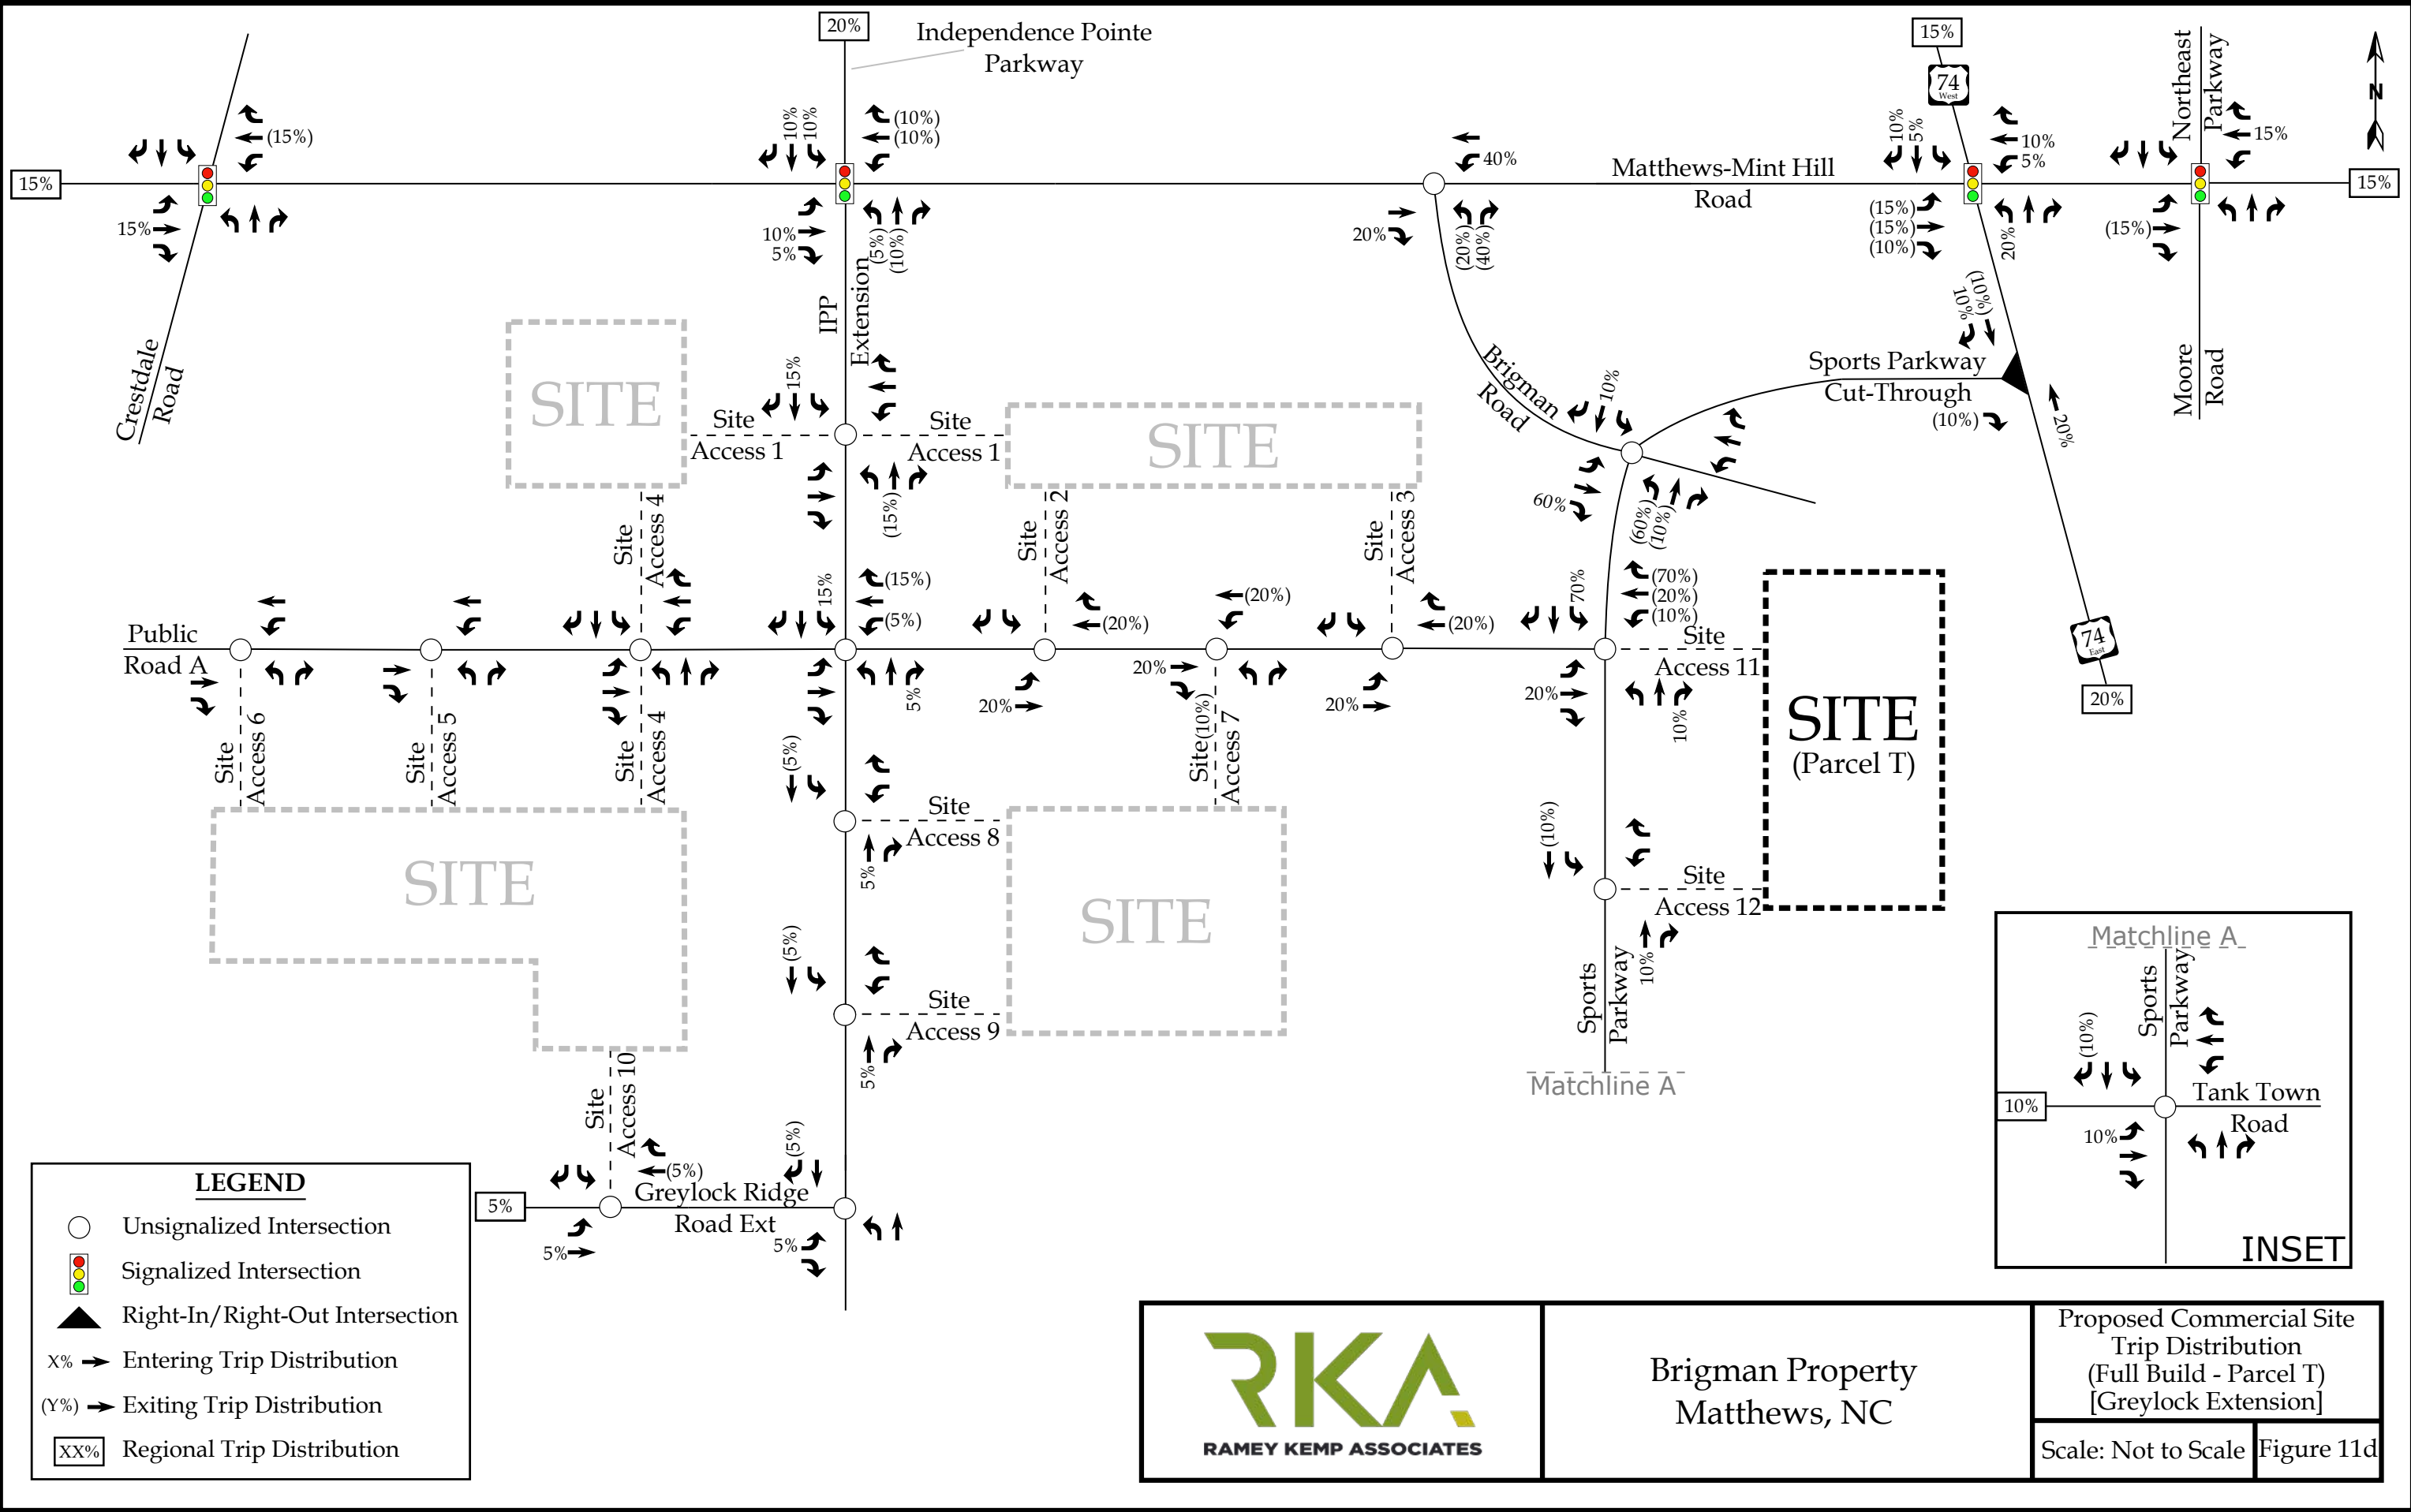 20%
Independence Pointe
Parkway
15%
74
West
Northeast
Parkway
N
(15%)
10%
10%
(10%)
(10%)
40%
Matthews-Mint Hill
Road
10%
5%
10%
5%
15%
15%
15%
15%
10%
5%
(5%)
(10%)
20%
(20%)
(40%)
(15%)
(15%)
(10%)
20%
(15%)
Crestdale
Road
IPP
Extension
Brigman
Road
(10%)
10%
Sports Parkway
Cut-Through
(10%)
20%
Moore
Road
SITE
15%
Site
Access 1
Site
Access 1
SITE
(15%)
10%
60%
(60%)
(10%)
Site
Access 4
Site
Access 2
Site
Access 3
Public
Road A
15%
(15%)
(5%)
5%
20%
(20%)
(20%)
20%
(10%)
20%
(20%)
70%
(70%)
(20%)
(10%)
20%
10%
Site
Access 11
74
East
20%
Site
Access 6
Site
Access 5
Site
Access 4
Site
Access 7
SITE
(Parcel T)
(5%)
Site
Access 8
5%
SITE
SITE
(10%)
Site
Access 12
10%
(5%)
Site
Access 9
5%
Sports
Parkway
Matchline A
Matchline A
Sports
Parkway
(10%)
10%
10%
Tank Town
Road
INSET
Site
Access 10
(5%)
(5%)
5%
Greylock Ridge
Road Ext
5%
5%
LEGEND
Unsignalized Intersection
Signalized Intersection
Right-In/Right-Out Intersection
X% Entering Trip Distribution
(Y%) Exiting Trip Distribution
XX% Regional Trip Distribution
RKA
RAMEY KEMP ASSOCIATES
Brigman Property
Matthews, NC
Proposed Commercial Site
Trip Distribution
(Full Build - Parcel T)
[Greylock Extension]
Scale: Not to Scale
Figure 11d